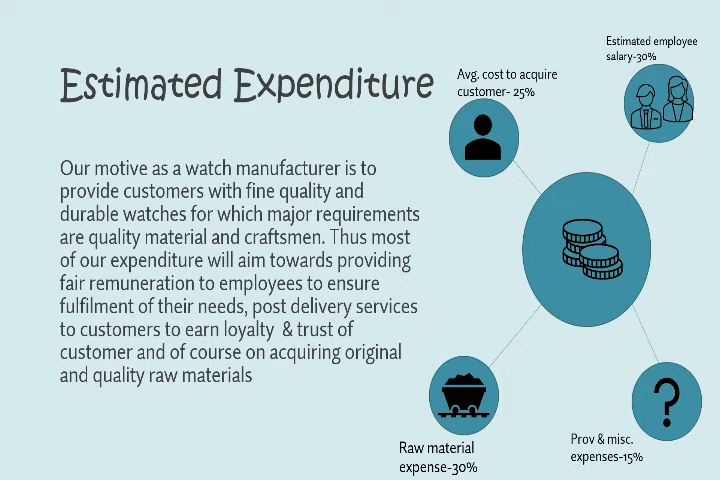 Estimated Expenditure
Our motive as a watch manufacturer is to
provide customers with fine quality and
durable watches for which major requirements
are quality material and craftsmen. Thus most
of our expenditure will aim towards providing
fair remuneration to employees to ensure
fulfilment of their needs, post delivery services
to customers to earn loyalty & trust of
customer and of course on acquiring original
and quality raw materials
Avg. cost to acquire
customer- 25%
Estimated employee
salary-30%
Raw material
expense-30%
Prov & misc.
expenses-15%